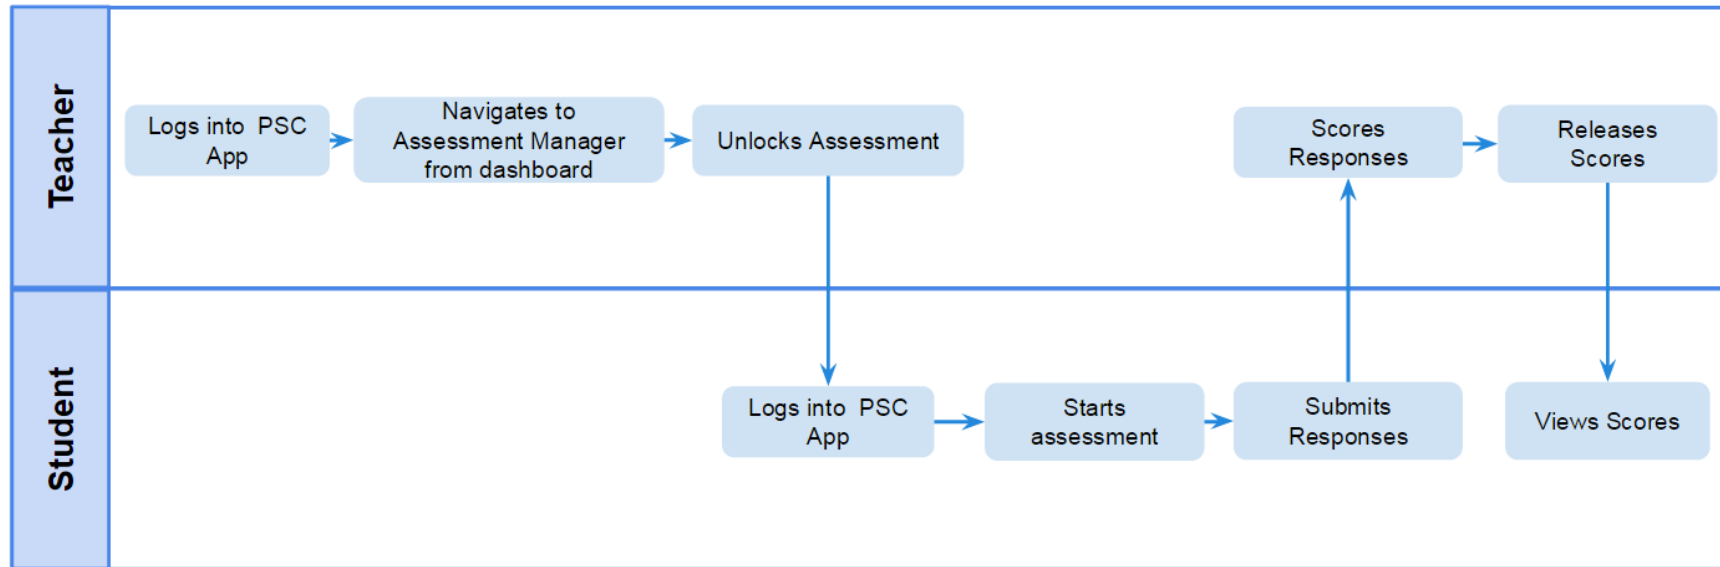 Teacher
Logs into PSC
App
Navigates to
Assessment Manager
from dashboard
Unlocks Assessment
Scores
Responses
Releases
Scores
Student
Logs into PSC
App
Starts
assessment
Submits
Responses
Views Scores